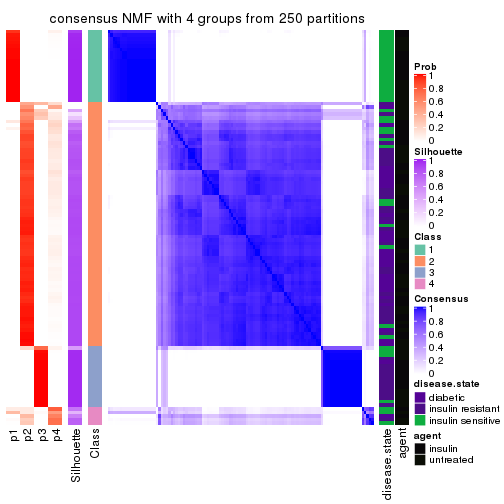 consensus NMF with 4 groups from 250 partitions
Prob
1
0.8
0.6
0.4
0.2
0
Silhouette
1
0.8
0.6
0.4
0.2
0
Class
1
2
3
4
Consensus
1
0.8
0.6
0.4
0.2
0
disease.state
diabetic
insulin resistant
insulin sensitive
agent
insulin
untreated
p1
p2
p3
p4
Silhouette
Class
disease.state
agent